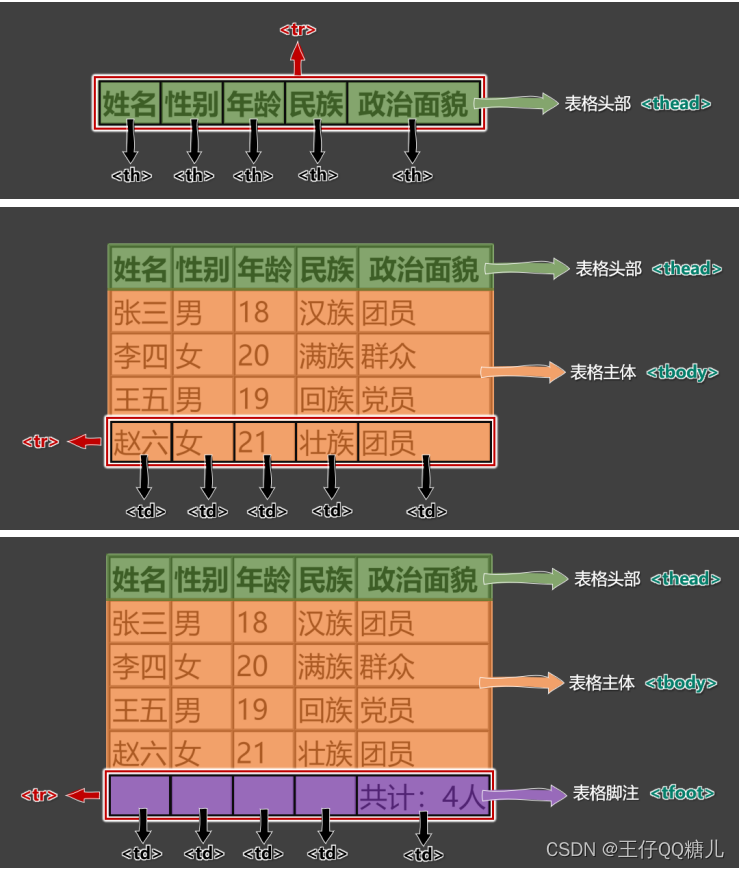 <tr>
姓名 性别 年龄 民族 政治面貌 表格头部 <thead>
<th> <th> <th> <th> <th>
姓名 性别 年龄 民族 政治面貌 表格头部 <thead>
张三 男 18 汉族 团员
李四 女 20 满族 群众 表格主体 <tbody>
王五 男 19 回族 党员
<tr> 赵六 女 21 壮族 团员
<td> <td> <td> <td> <td>
姓名 性别 年龄 民族 政治面貌 表格头部 <thead>
张三 男 18 汉族 团员
李四 女 20 满族 群众 表格主体 <tbody>
王五 男 19 回族 党员
赵六 女 21 壮族 团员
<tr> 共计：4人 表格脚注 <tfoot>
<td> <td> <td> <td> <td>
CSDN @王仔QQ糖儿